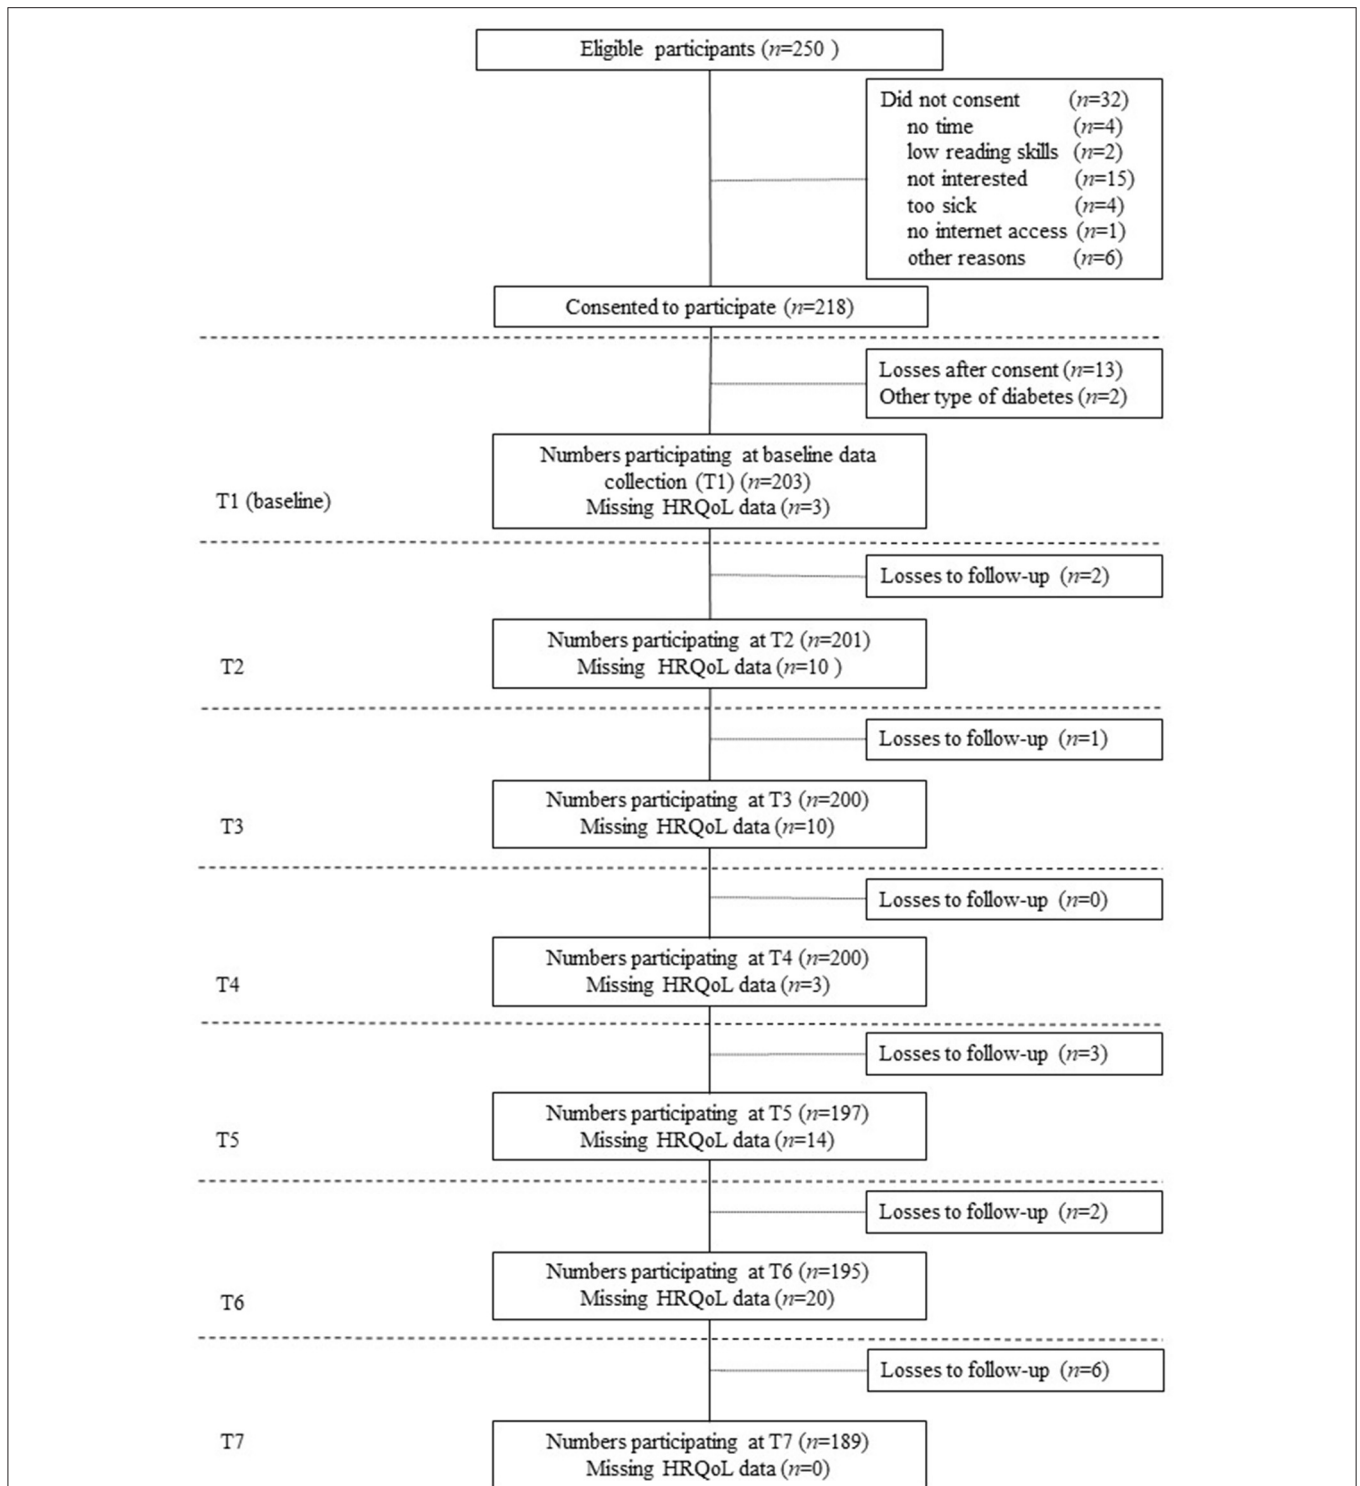 Eligible participants (n=250 )
Did not consent (n=32)
no time (n=4)
low reading skills (n=2)
not interested (n=15)
too sick (n=4)
no internet access (n=1)
other reasons (n=6)
Consented to participate (n=218)
Losses after consent (n=13)
Other type of diabetes (n=2)
Numbers participating at baseline data
collection (T1) (n=203)
Missing HRQoL data (n=3)
T1 (baseline)
Losses to follow-up (n=2)
Numbers participating at T2 (n=201)
Missing HRQoL data (n=10 )
T2
Losses to follow-up (n=1)
Numbers participating at T3 (n=200)
Missing HRQoL data (n=10)
T3
Losses to follow-up (n=0)
Numbers participating at T4 (n=200)
Missing HRQoL data (n=3)
T4
Losses to follow-up (n=3)
Numbers participating at T5 (n=197)
Missing HRQoL data (n=14)
T5
Losses to follow-up (n=2)
Numbers participating at T6 (n=195)
Missing HRQoL data (n=20)
T6
Losses to follow-up (n=6)
T7
Numbers participating at T7 (n=189)
Missing HRQoL data (n=0)